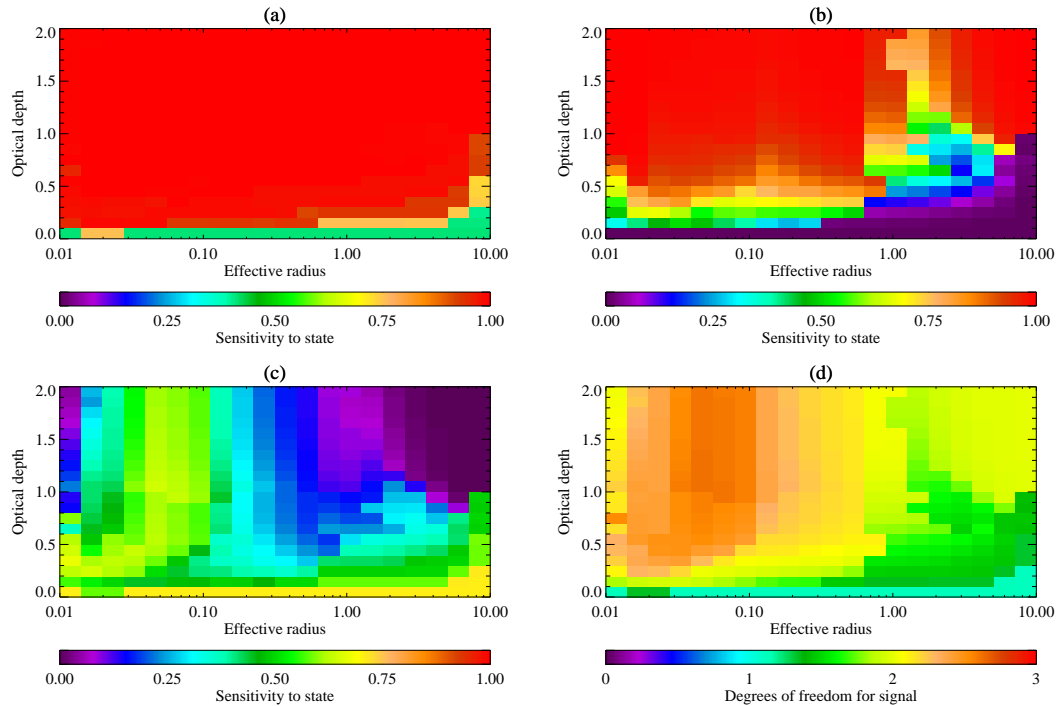 (a) (b)
2.0 2.0
1.5 1.5
Optical depth Optical depth
1.0 1.0
0.5 0.5
0.0 0.0
0.01 0.10 1.00 10.00 0.01 0.10 1.00 10.00
Effective radius Effective radius
0.00 0.25 0.50 0.75 1.00 0.00 0.25 0.50 0.75 1.00
Sensitivity to state Sensitivity to state
(c) (d)
2.0 2.0
1.5 1.5
Optical depth Optical depth
1.0 1.0
0.5 0.5
0.0 0.0
0.01 0.10 1.00 10.00 0.01 0.10 1.00 10.00
Effective radius Effective radius
0.00 0.25 0.50 0.75 1.00 0 1 2 3
Sensitivity to state Degrees of freedom for signal